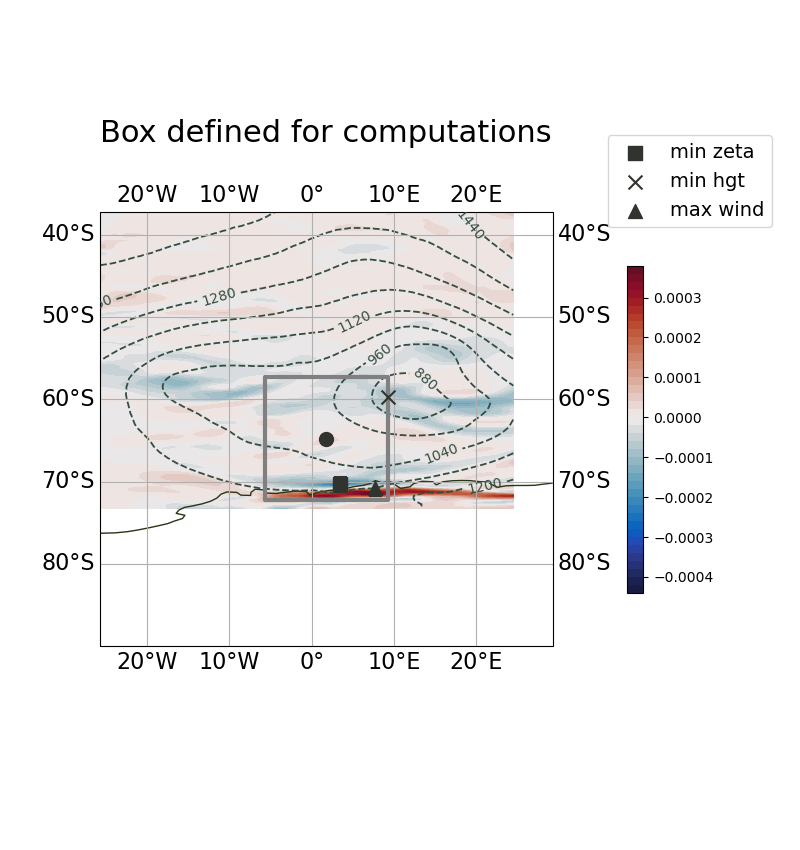 Box defined for computations
min zeta
min hgt
max wind
20°W 10°W 0° 10°E 20°E
40°S 40°S
50°S 50°S
60°S 60°S
70°S 70°S
80°S 80°S
20°W 10°W 0° 10°E 20°E
1440
1280
1120
960
880
1040
1200
0.0003
0.0002
0.0001
0.0000
−0.0001
−0.0002
−0.0003
−0.0004